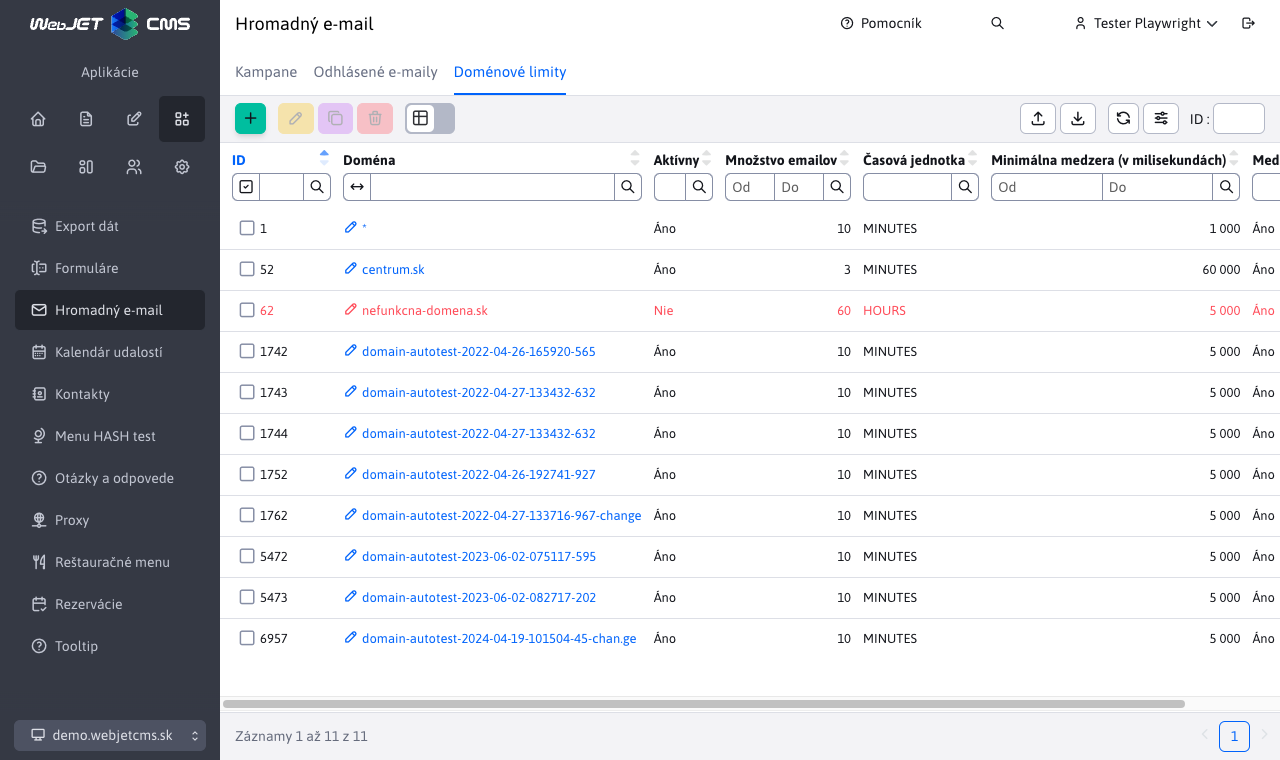 WebJET CMS
Aplikácie
Export dát
Formuláre
Hromadný e-mail
Kalendár udalostí
Kontakty
Menu HASH test
Otázky a odpovede
Proxy
Reštauračné menu
Rezervácie
Tooltip
demo.webjetcms.sk
Hromadný e-mail
Pomocník
Tester Playwright
Kampane Odhlásené e-maily Doménové limity
ID :
ID Doména Aktívny Množstvo emailov Časová jednotka Minimálna medzera (v milisekundách) Med
Od Do Od Do
1 * Áno 10 MINUTES 1 000 Áno
52 centrum.sk Áno 3 MINUTES 60 000 Áno
62 nefunkcna-domena.sk Nie 60 HOURS 5 000 Áno
1742 domain-autotest-2022-04-26-165920-565 Áno 10 MINUTES 5 000 Áno
1743 domain-autotest-2022-04-27-133432-632 Áno 10 MINUTES 5 000 Áno
1744 domain-autotest-2022-04-27-133432-632 Áno 10 MINUTES 5 000 Áno
1752 domain-autotest-2022-04-26-192741-927 Áno 10 MINUTES 5 000 Áno
1762 domain-autotest-2022-04-27-133716-967-change Áno 10 MINUTES 5 000 Áno
5472 domain-autotest-2023-06-02-075117-595 Áno 10 MINUTES 5 000 Áno
5473 domain-autotest-2023-06-02-082717-202 Áno 10 MINUTES 5 000 Áno
6957 domain-autotest-2024-04-19-101504-45-chan.ge Áno 10 MINUTES 5 000 Áno
Záznamy 1 až 11 z 11
1